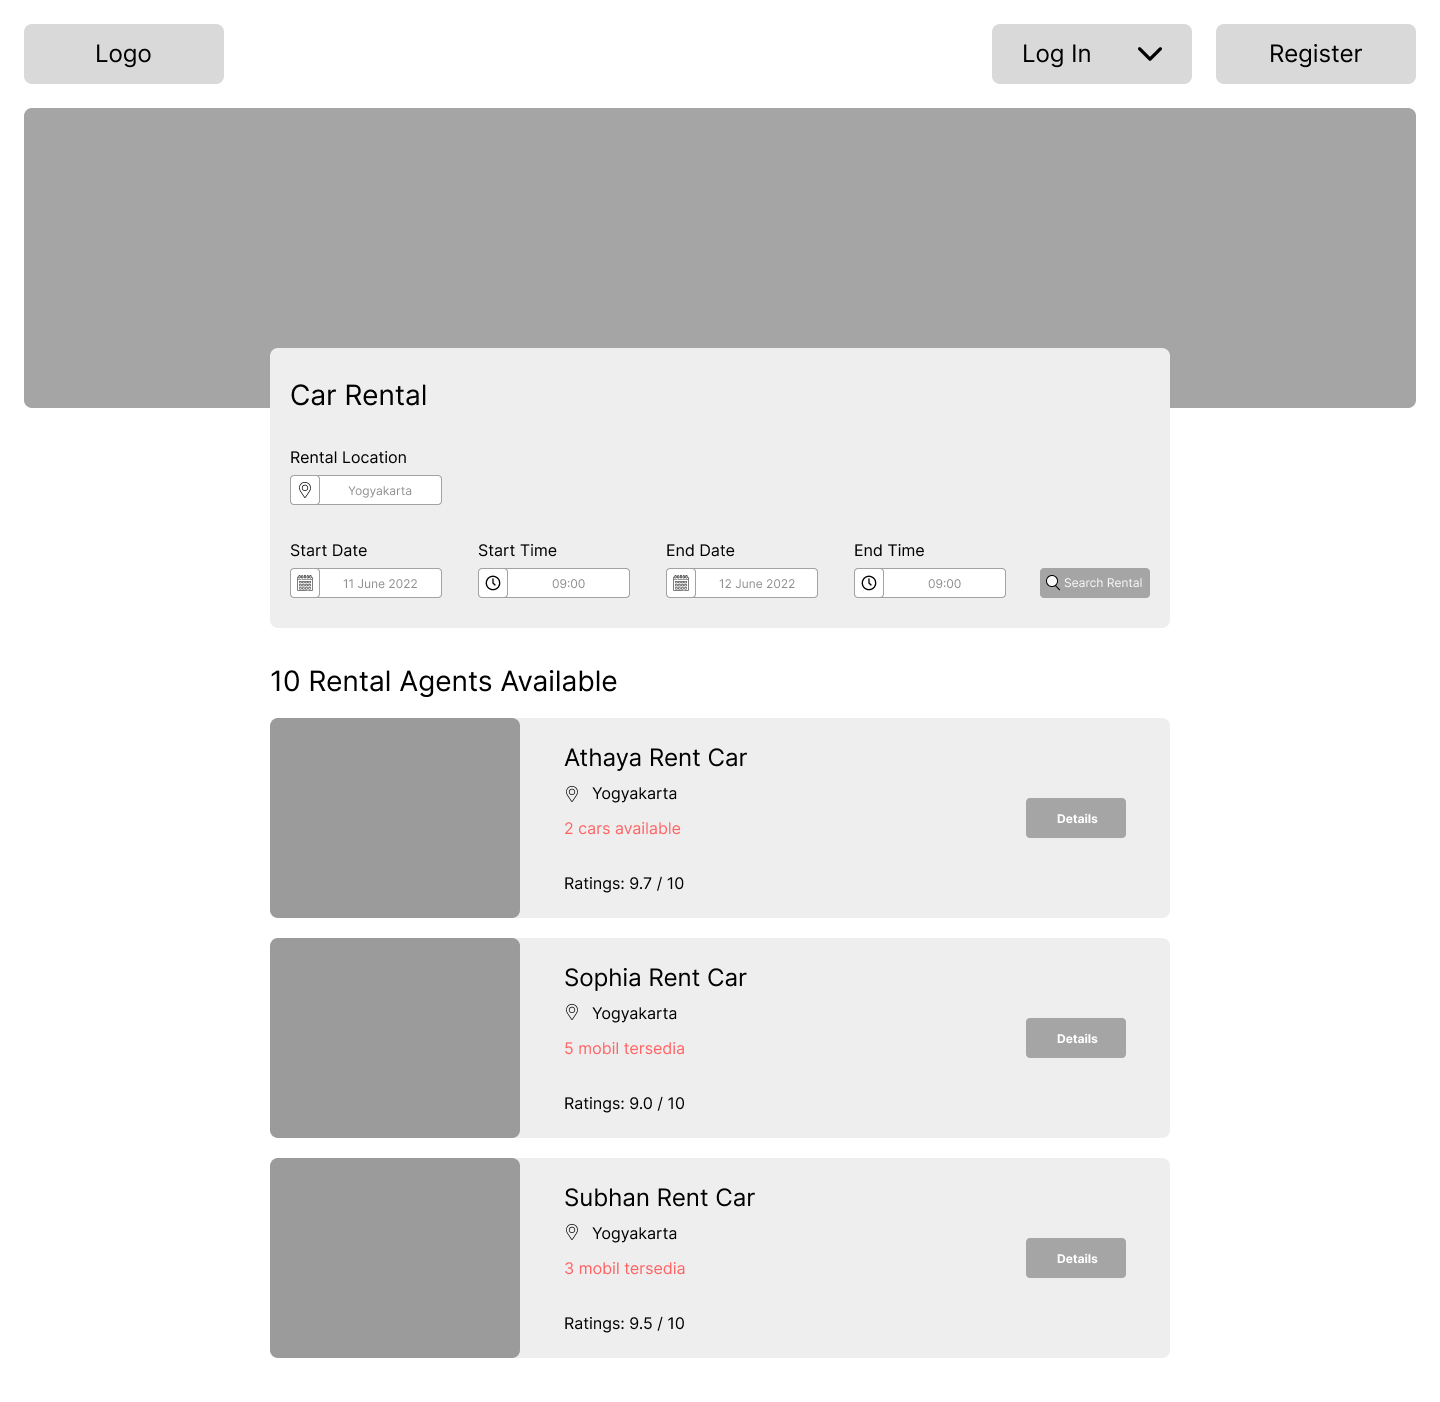 Logo
Log In
Register
Car Rental
Rental Location
Yogyakarta
Start Date
Start Time
End Date
End Time
11 June 2022
09:00
12 June 2022
09:00
Search Rental
10 Rental Agents Available
Athaya Rent Car
Yogyakarta
2 cars available
Details
Ratings: 9.7 / 10
Sophia Rent Car
Yogyakarta
5 mobil tersedia
Details
Ratings: 9.0 / 10
Subhan Rent Car
Yogyakarta
3 mobil tersedia
Details
Ratings: 9.5 / 10